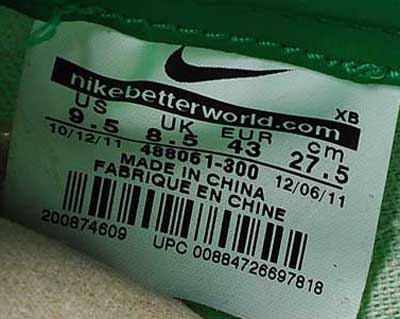 nikebetterworld.com
XB
US UK EUR cm
9.5 8.5 43 27.5
10/12/11 488061-300 12/06/11
MADE IN CHINA
FABRIQUE EN CHINE
200874609 UPC 00884726697818